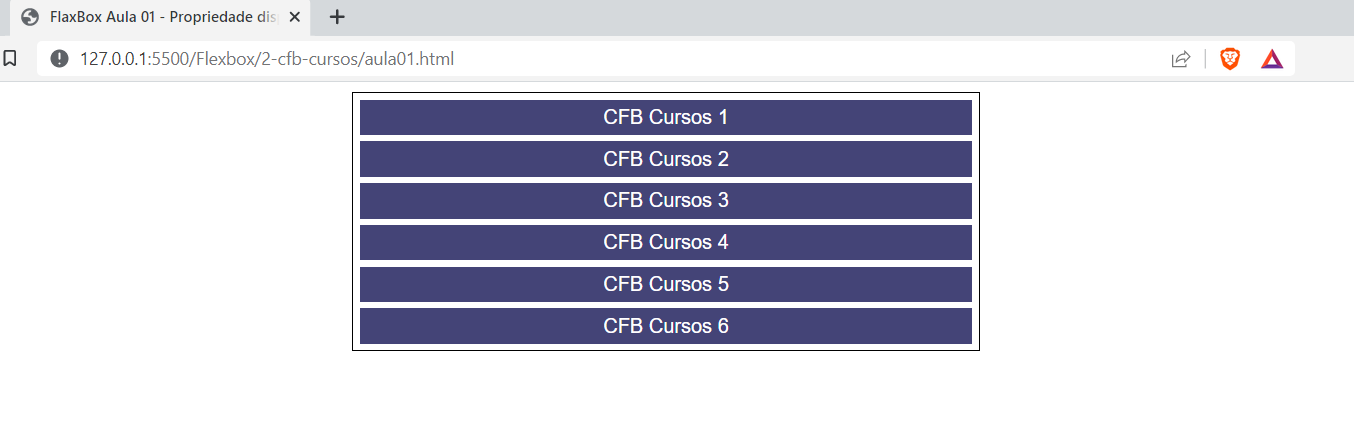 FlaxBox Aula 01 - Propriedade dis
127.0.0.1:5500/Flexbox/2-cfb-cursos/aula01.html
CFB Cursos 1
CFB Cursos 2
CFB Cursos 3
CFB Cursos 4
CFB Cursos 5
CFB Cursos 6